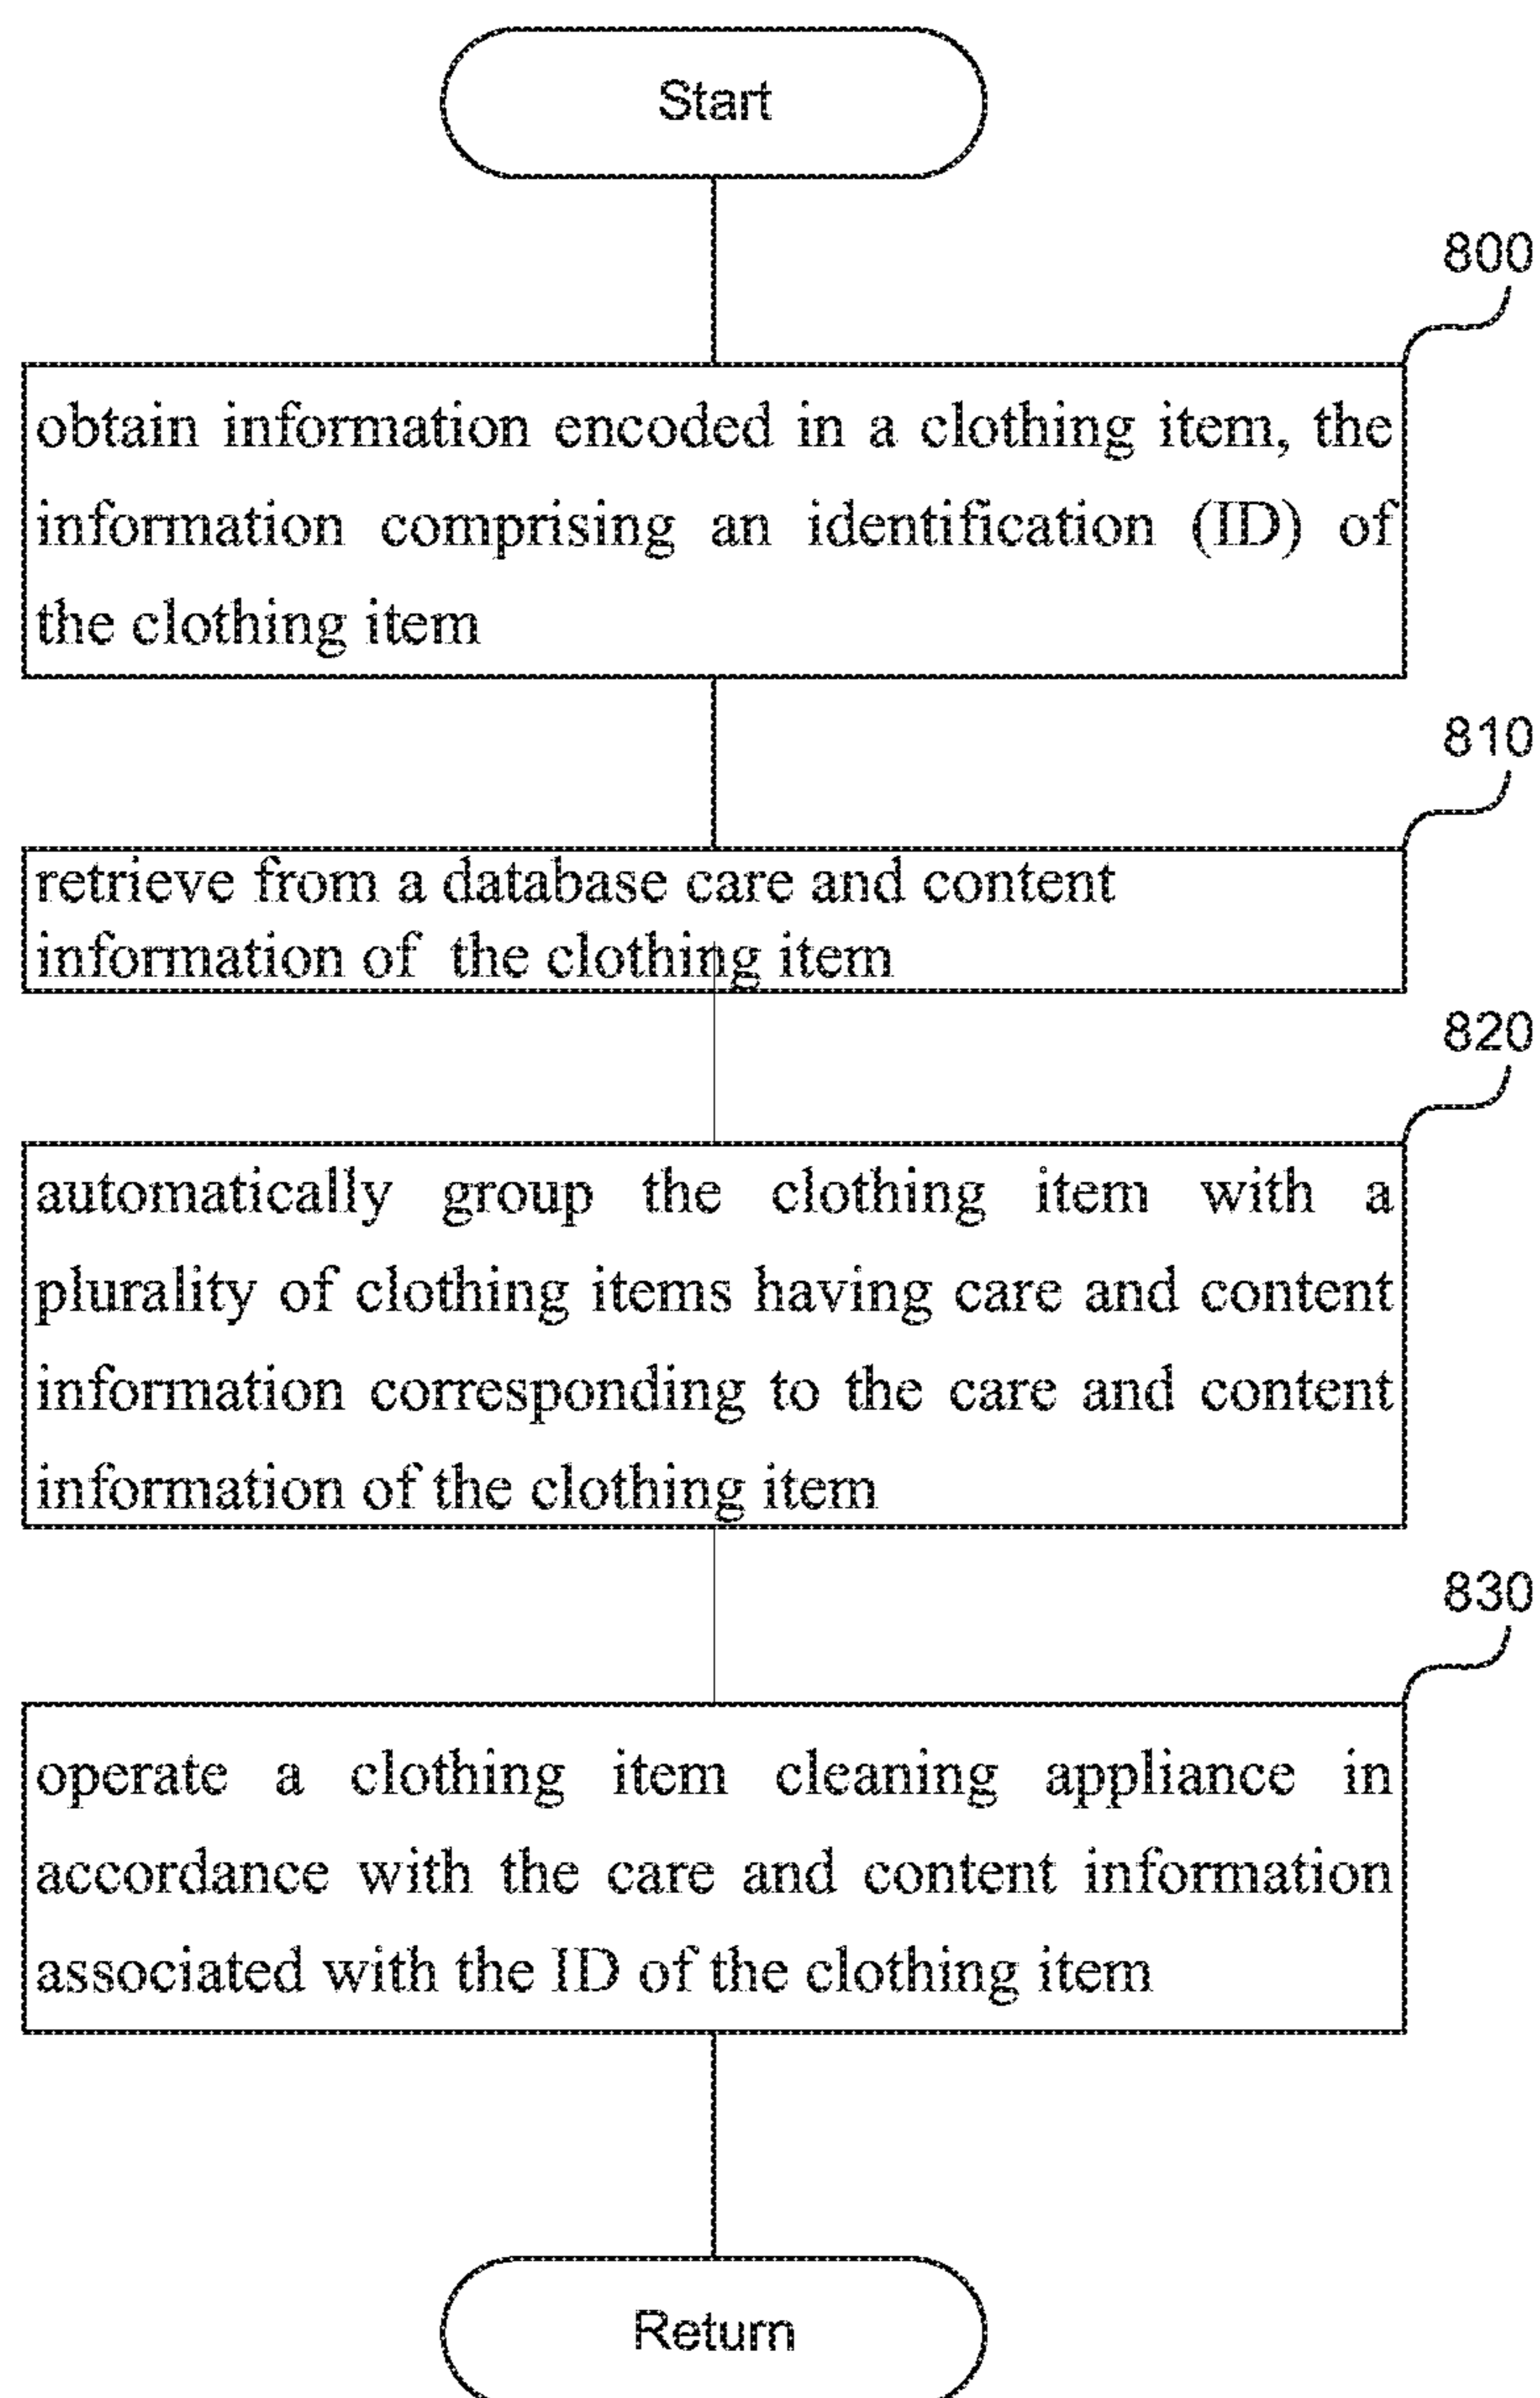 Start
800
obtain information encoded in a clothing item, the
information comprising an identification (ID) of
the clothing item
810
retrieve from a database care and content
information of the clothing item
820
automatically group the clothing item with a
plurality of clothing items having care and content
information corresponding to the care and content
information of the clothing item
830
operate a clothing item cleaning appliance in
accordance with the care and content information
associated with the ID of the clothing item
Return